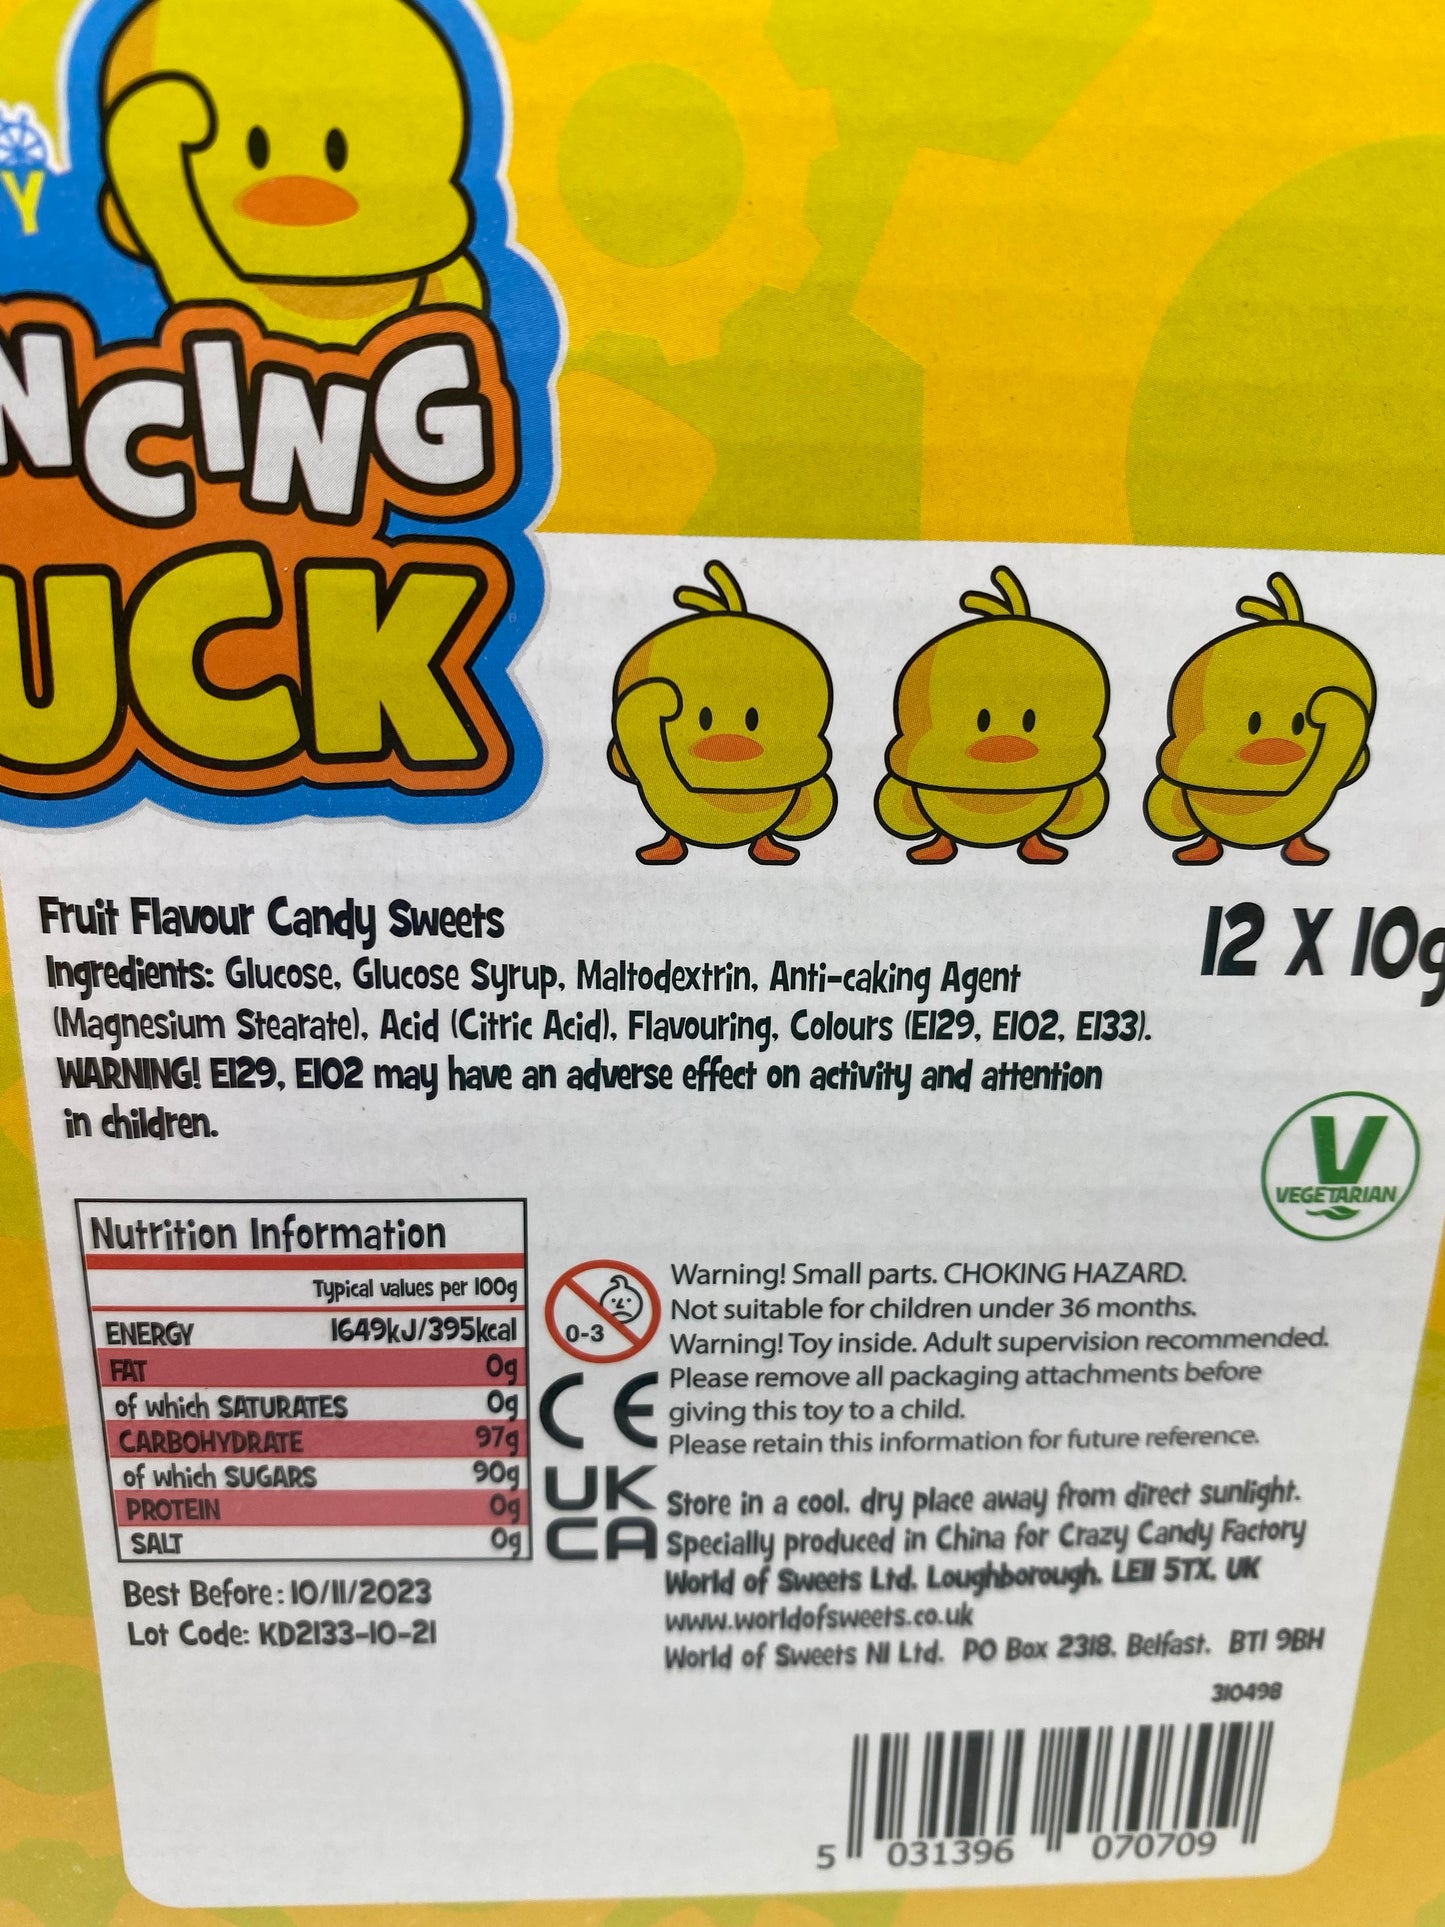 Y
NCING
UCK
Fruit Flavour Candy Sweets
12 X 10g
Ingredients: Glucose, Glucose Syrup, Maltodextrin, Anti-caking Agent
(Magnesium Stearate), Acid (Citric Acid), Flavouring, Colours (E129, E102, E133).
WARNING! E129, E102 may have an adverse effect on activity and attention
in children.
V
VEGETARIAN
Nutrition Information
Typical values per 100g
ENERGY 1649kJ/395kcal
FAT 0g
of which SATURATES 0g
CARBOHYDRATE 97g
of which SUGARS 90g
PROTEIN 0g
SALT 0g
Best Before: 10/11/2023
Lot Code: KD2133-10-21
0-3
CE
UK
CA
Warning! Small parts. CHOKING HAZARD.
Not suitable for children under 36 months.
Warning! Toy inside. Adult supervision recommended.
Please remove all packaging attachments before
giving this toy to a child.
Please retain this information for future reference.
Store in a cool, dry place away from direct sunlight.
Specially produced in China for Crazy Candy Factory
World of Sweets Ltd. Loughborough. LE11 5TX. UK
www.worldofsweets.co.uk
World of Sweets NI Ltd. PO Box 2318. Belfast. BT1 9BH
310498
5 031396 070709